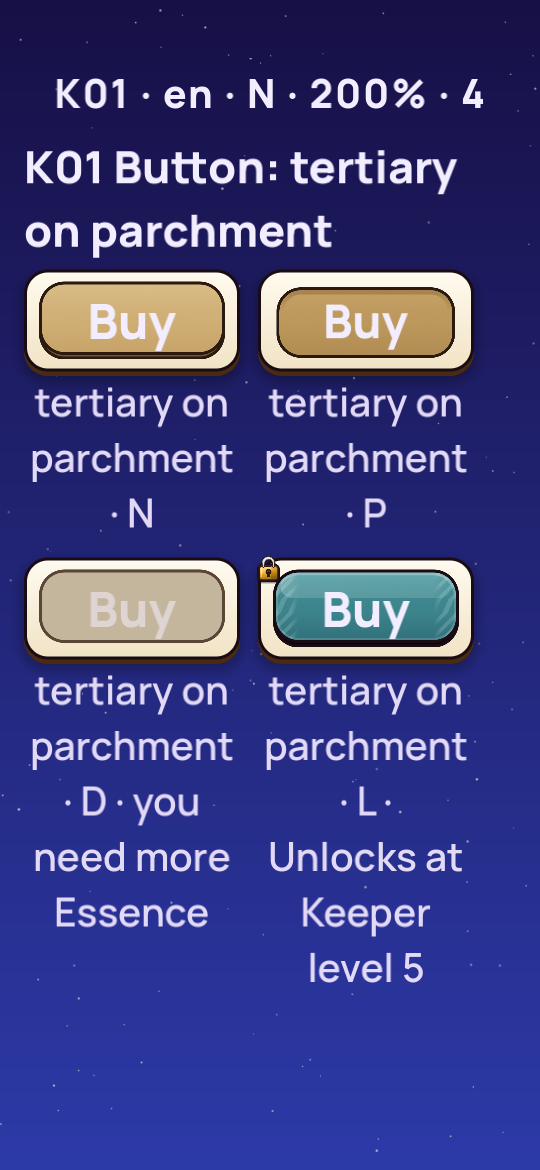 K01 · en · N · 200% · 4
K01 Button: tertiary
on parchment
Buy
Buy
tertiary on
parchment
· N
tertiary on
parchment
· P
Buy
Buy
tertiary on
parchment
· D · you
need more
Essence
tertiary on
parchment
· L ·
Unlocks at
Keeper
level 5